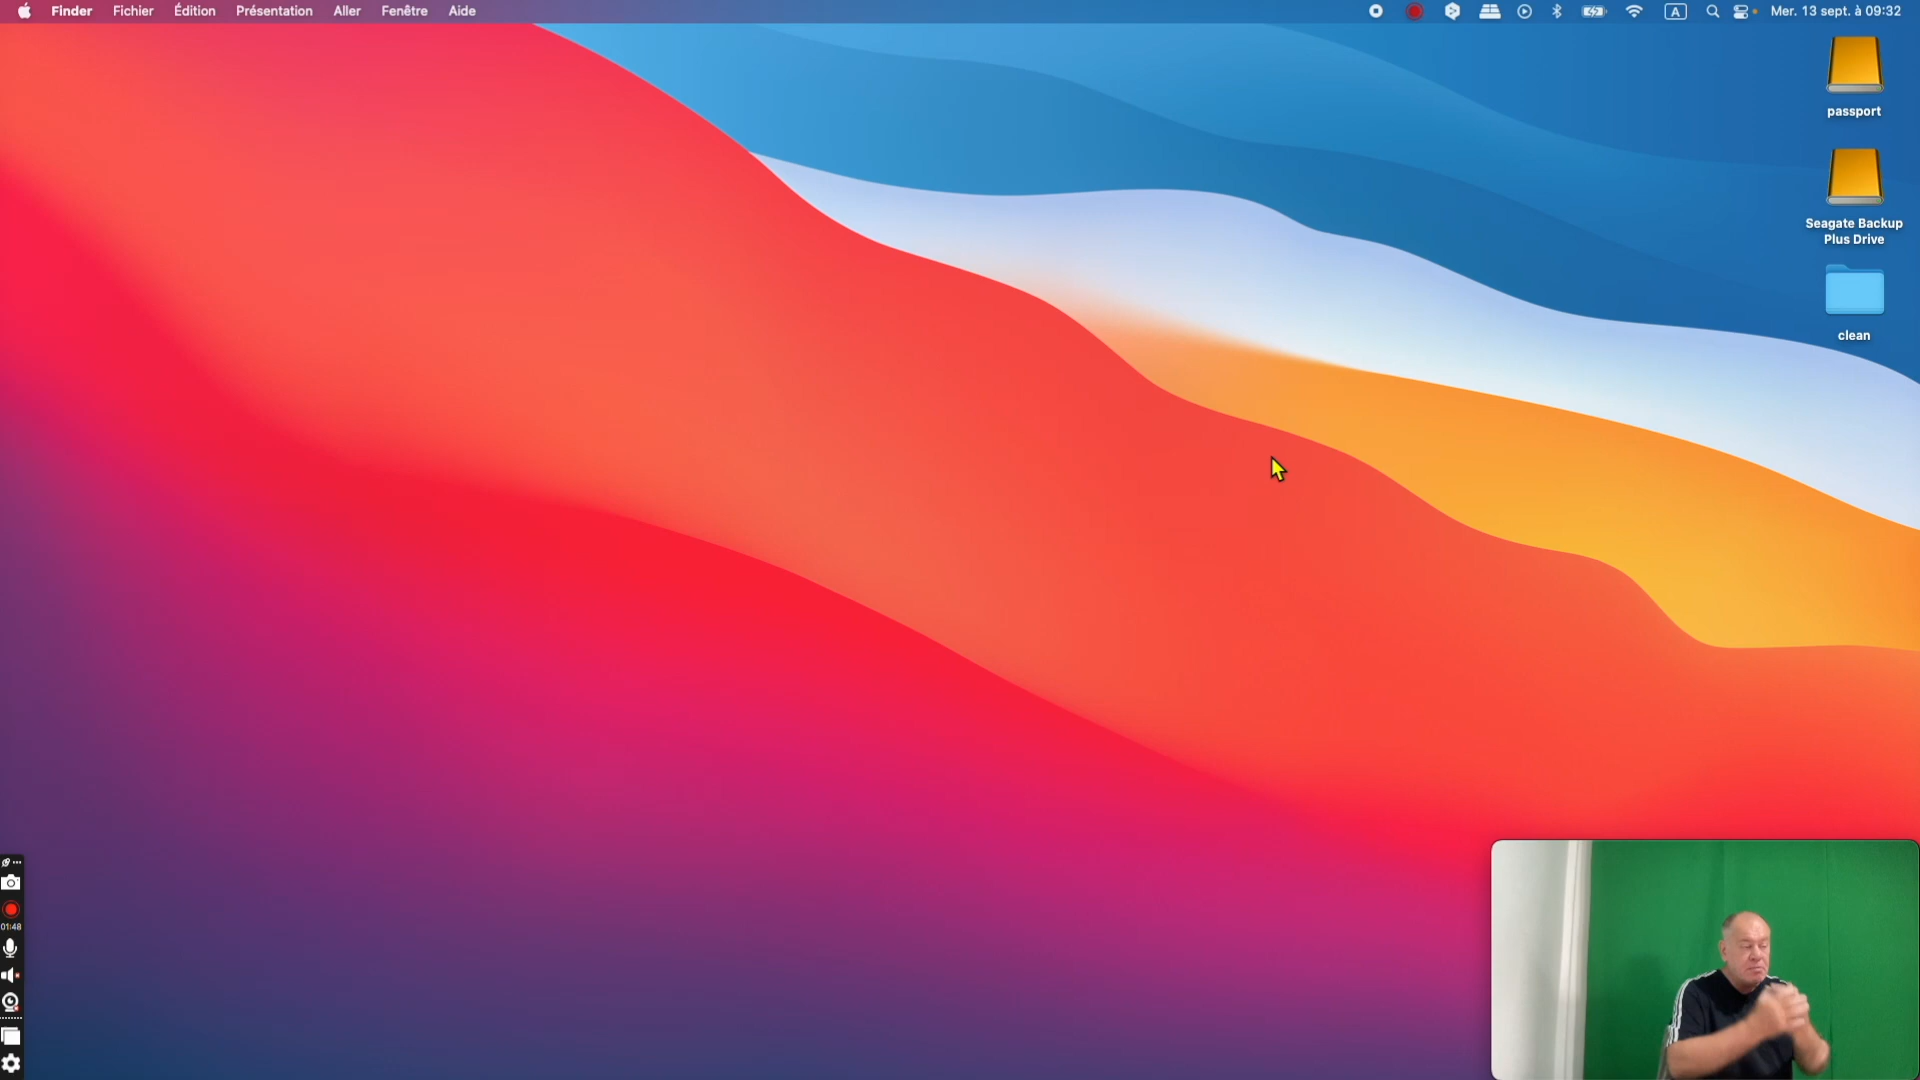 Finder Fichier Édition Présentation Aller Fenêtre Aide
A Mer. 13 sept. à 09:32
passport
Seagate Backup
Plus Drive
clean
01:48